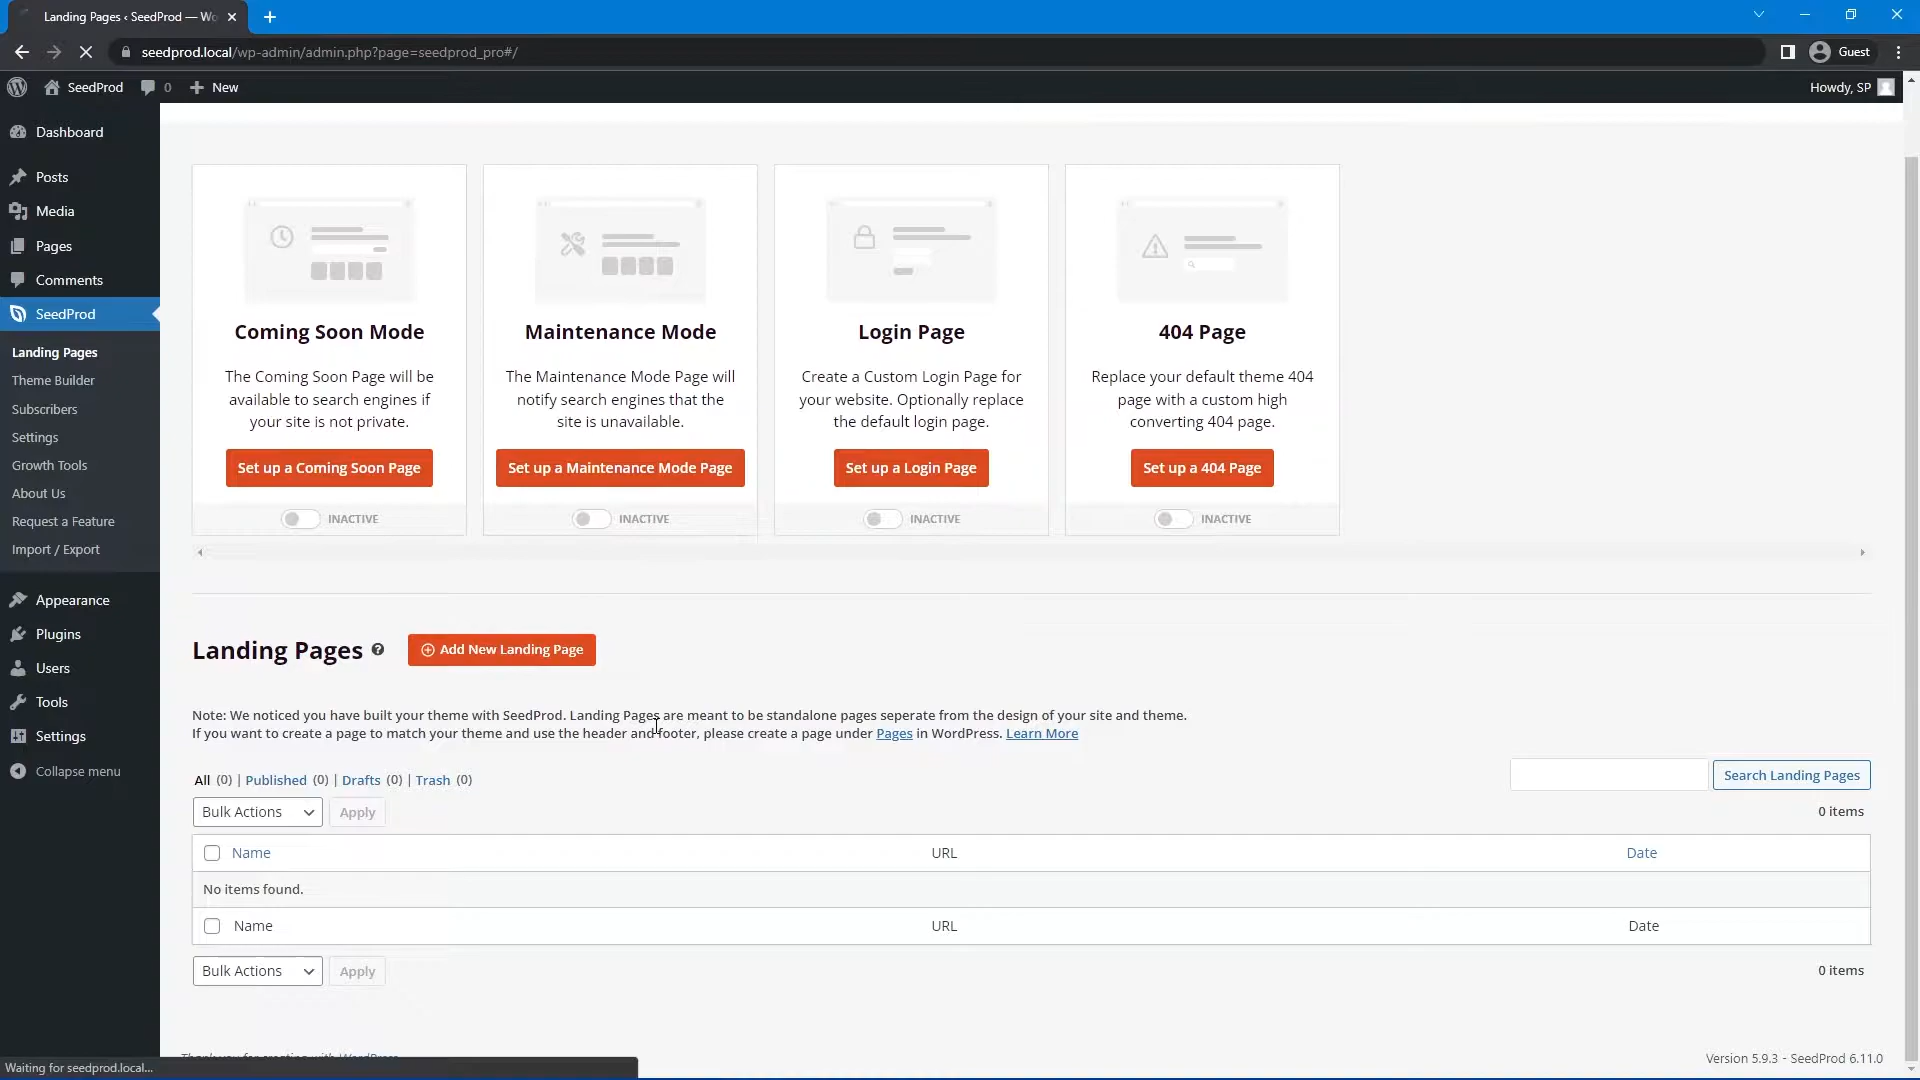 Landing Pages ‹ SeedProd — Wo
seedprod.local/wp-admin/admin.php?page=seedprod_pro#/
Guest
SeedProd
0
New
Howdy, SP
Dashboard
Posts
Media
Pages
Comments
SeedProd
Landing Pages
Theme Builder
Subscribers
Settings
Growth Tools
About Us
Request a Feature
Import / Export
Appearance
Plugins
Users
Tools
Settings
Collapse menu
Coming Soon Mode
The Coming Soon Page will be
available to search engines if
your site is not private.
Set up a Coming Soon Page
INACTIVE
Maintenance Mode
The Maintenance Mode Page will
notify search engines that the
site is unavailable.
Set up a Maintenance Mode Page
INACTIVE
Login Page
Create a Custom Login Page for
your website. Optionally replace
the default login page.
Set up a Login Page
INACTIVE
404 Page
Replace your default theme 404
page with a custom high
converting 404 page.
Set up a 404 Page
INACTIVE
Landing Pages
Add New Landing Page
Note: We noticed you have built your theme with SeedProd. Landing Pages are meant to be standalone pages seperate from the design of your site and theme.
If you want to create a page to match your theme and use the header and footer, please create a page under Pages in WordPress. Learn More
All (0) | Published (0) | Drafts (0) | Trash (0)
Search Landing Pages
Bulk Actions Apply
0 items
Name URL Date
No items found.
Name URL Date
Bulk Actions Apply
0 items
Thank you for creating with WordPress.
Version 5.9.3 - SeedProd 6.11.0
Waiting for seedprod.local...